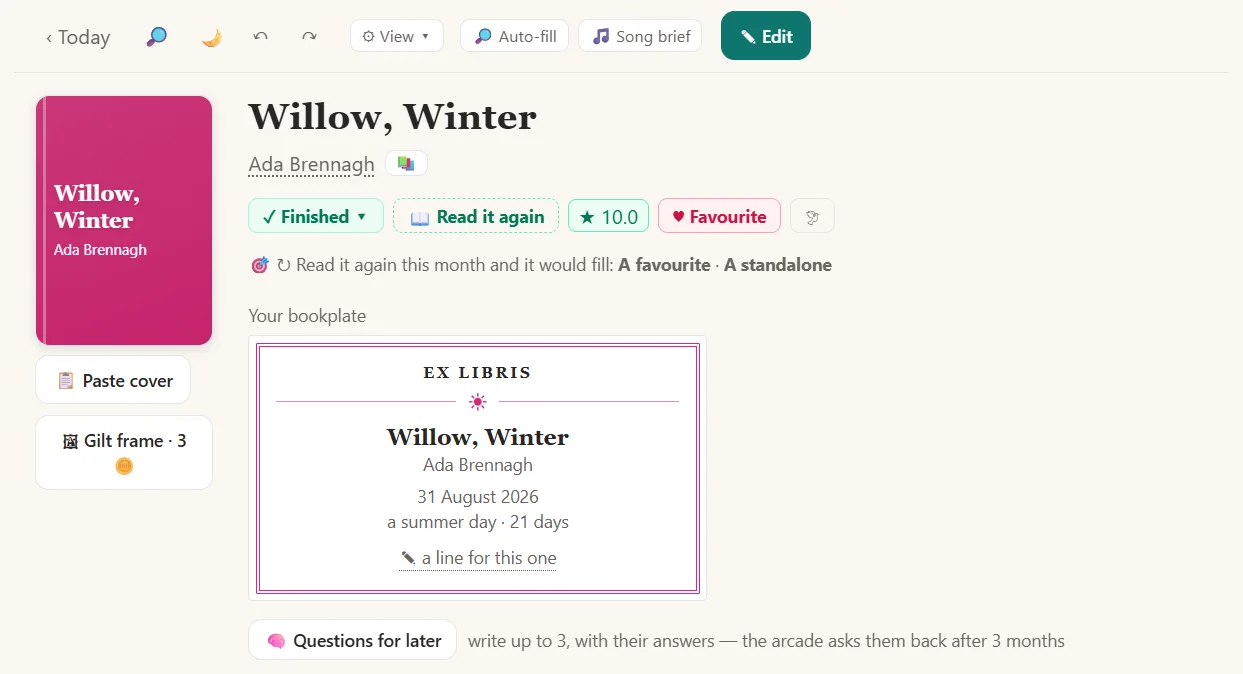 ‹ Today
View ▾
Auto-fill
Song brief
Edit
Willow,
Winter
Ada Brennagh
Paste cover
Gilt frame · 3
Willow, Winter
Ada Brennagh
✓ Finished ▾
Read it again
★ 10.0
♥ Favourite
↻ Read it again this month and it would fill: A favourite · A standalone
Your bookplate
EX LIBRIS
Willow, Winter
Ada Brennagh
31 August 2026
a summer day · 21 days
a line for this one
Questions for later
write up to 3, with their answers — the arcade asks them back after 3 months